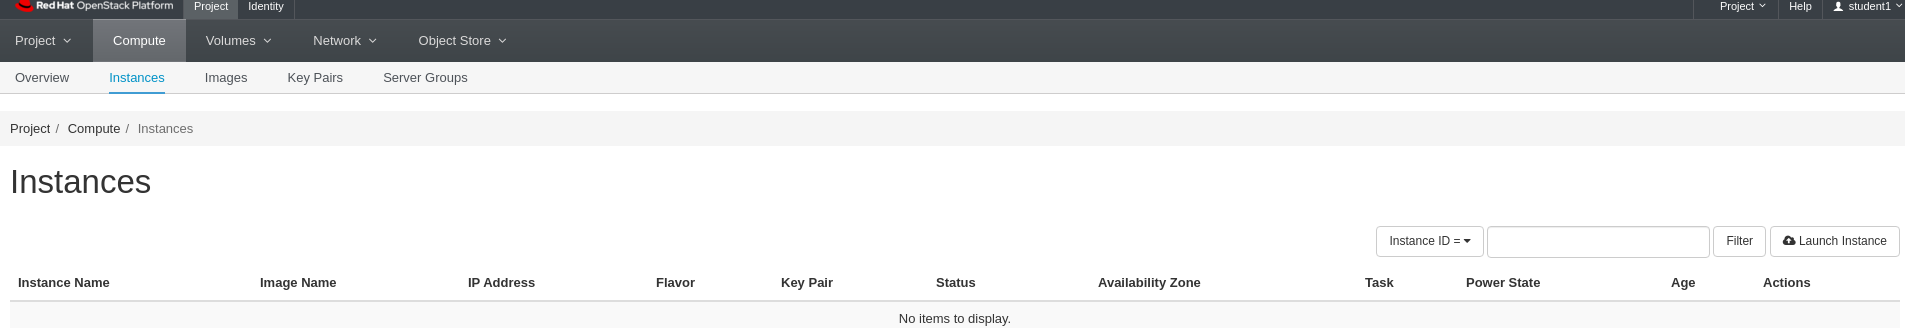 Red Hat OpenStack Platform Project Identity Project Help student1
Project Compute Volumes Network Object Store
Overview Instances Images Key Pairs Server Groups
Project / Compute / Instances
Instances
Instance ID = Filter Launch Instance
Instance Name Image Name IP Address Flavor Key Pair Status Availability Zone Task Power State Age Actions
No items to display.